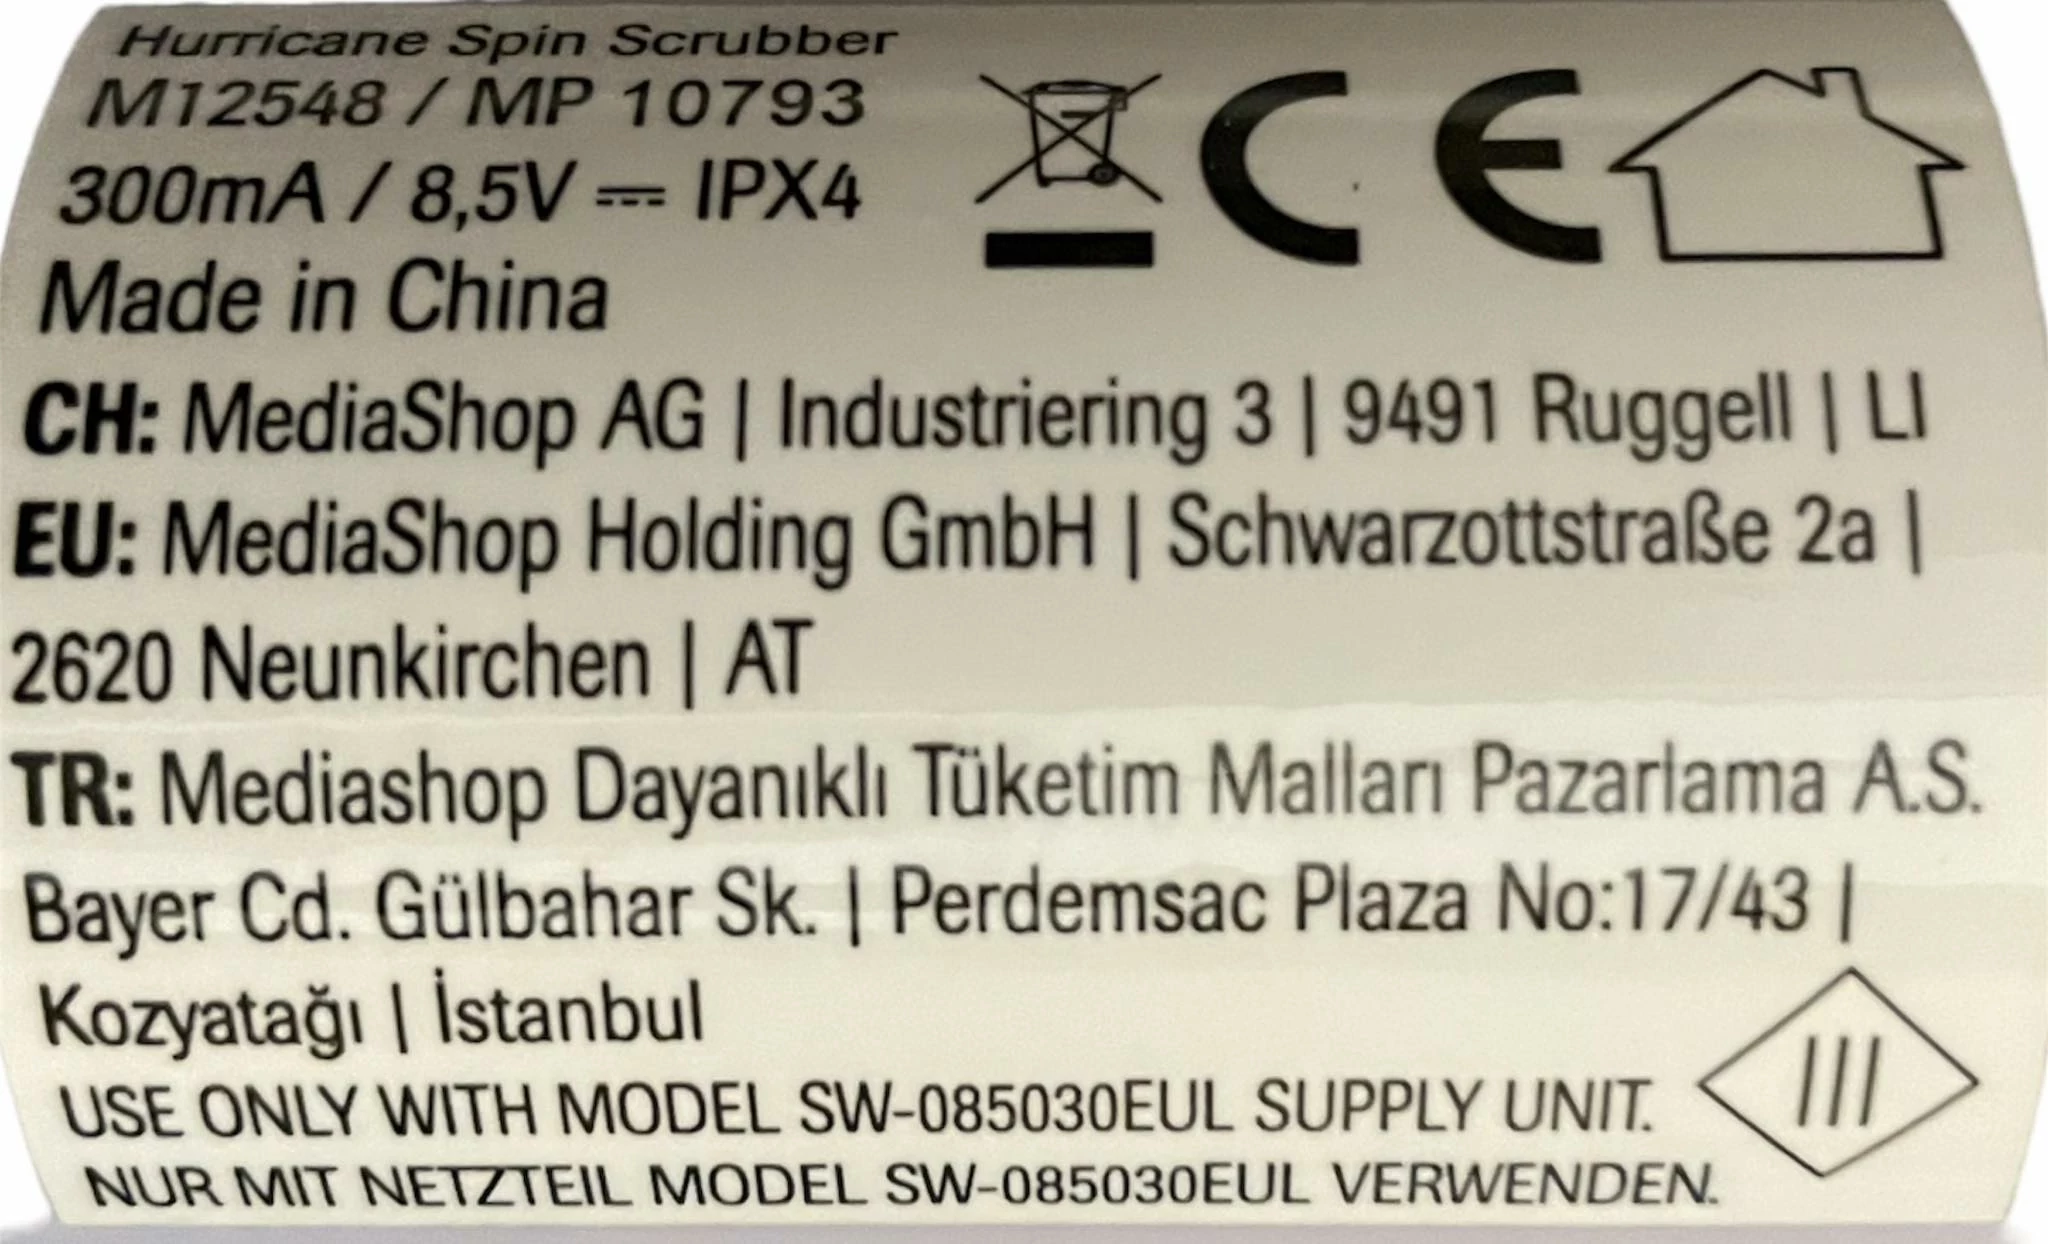 Hurricane Spin Scrubber
M12548 / MP 10793
300mA / 8,5V ⎓ IPX4
CE
Made in China
CH: MediaShop AG | Industriering 3 | 9491 Ruggell | LI
EU: MediaShop Holding GmbH | Schwarzottstraße 2a |
2620 Neunkirchen | AT
TR: Mediashop Dayanıklı Tüketim Malları Pazarlama A.S.
Bayer Cd. Gülbahar Sk. | Perdemsac Plaza No:17/43 |
Kozyatağı | İstanbul
III
USE ONLY WITH MODEL SW-085030EUL SUPPLY UNIT.
NUR MIT NETZTEIL MODEL SW-085030EUL VERWENDEN.